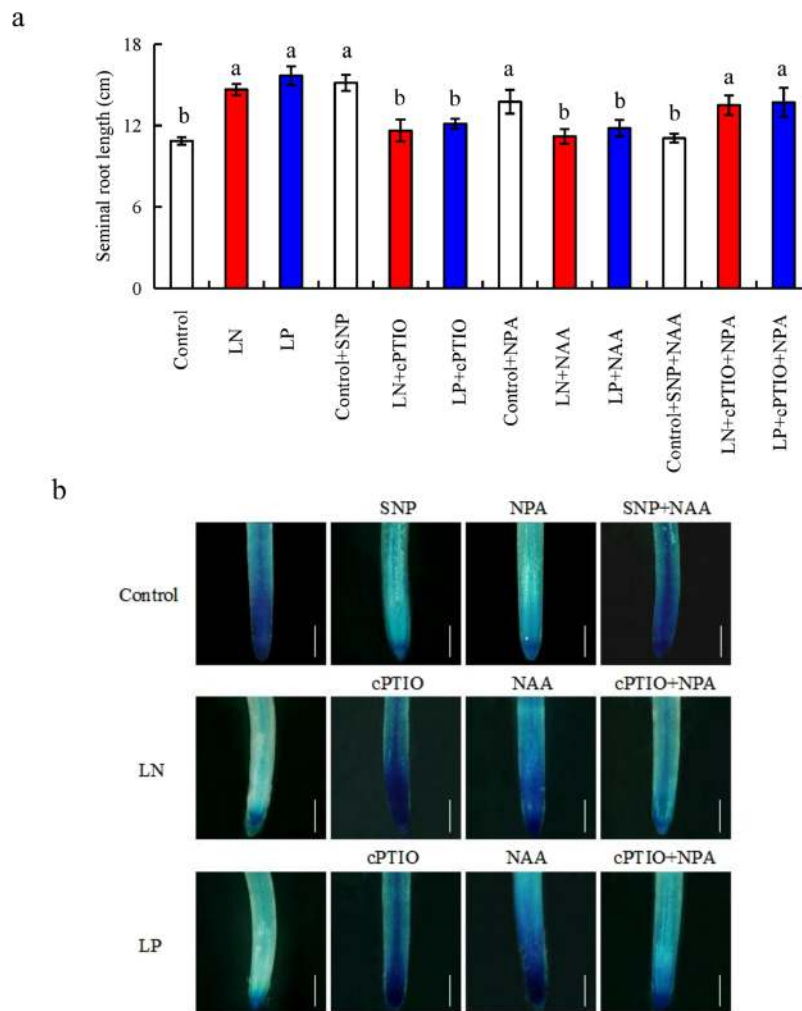 a
18
12
6
0
Seminal root length (cm)
b
a
a
a
b
b
a
b
b
b
a
a
Control
LN
LP
Control+SNP
LN+cPTIO
LP+cPTIO
Control+NPA
LN+NAA
LP+NAA
Control+SNP+NAA
LN+cPTIO+NPA
LP+cPTIO+NPA
b
SNP NPA SNP+NAA
Control
cPTIO NAA cPTIO+NPA
LN
cPTIO NAA cPTIO+NPA
LP